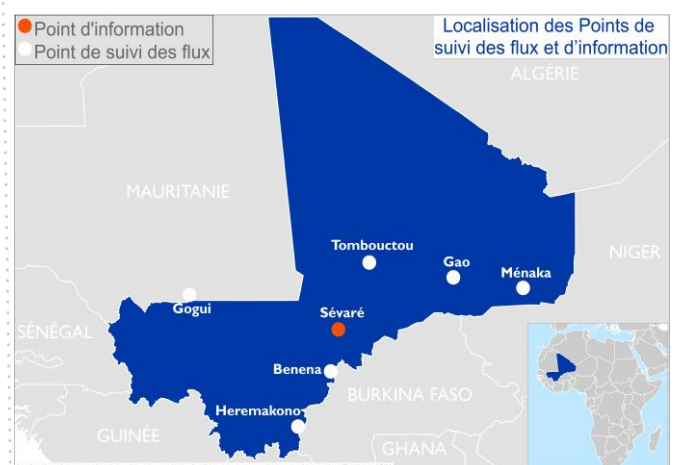 Point d'information
Point de suivi des flux
Localisation des Points de
suivi des flux et d'information
ALGÉRIE
MAURITANIE
NIGER
Tombouctou
Gao
Ménaka
Gogui
Sévaré
SÉNÉGAL
Benena
BURKINA FASO
Heremakono
GUINÉE
GHANA